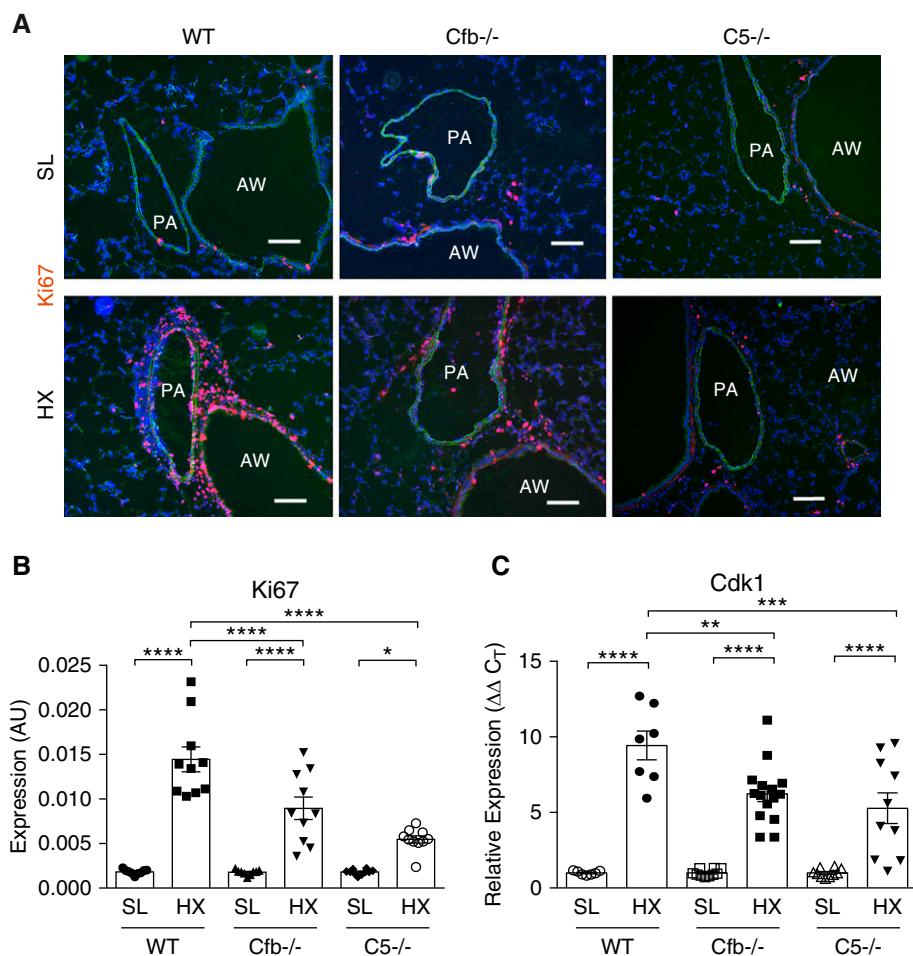 A
WT Cfb-/- C5-/-
SL
PA AW
PA AW
PA AW
Ki67
HX
PA AW
PA AW
PA AW
B
Ki67
****
****
**** **** *
Expression (AU)
0.025
0.020
0.015
0.010
0.005
0.000
SL HX SL HX SL HX
WT Cfb-/- C5-/-
C
Cdk1
***
**
**** **** ****
Relative Expression (ΔΔ CT)
15
10
5
0
SL HX SL HX SL HX
WT Cfb-/- C5-/-